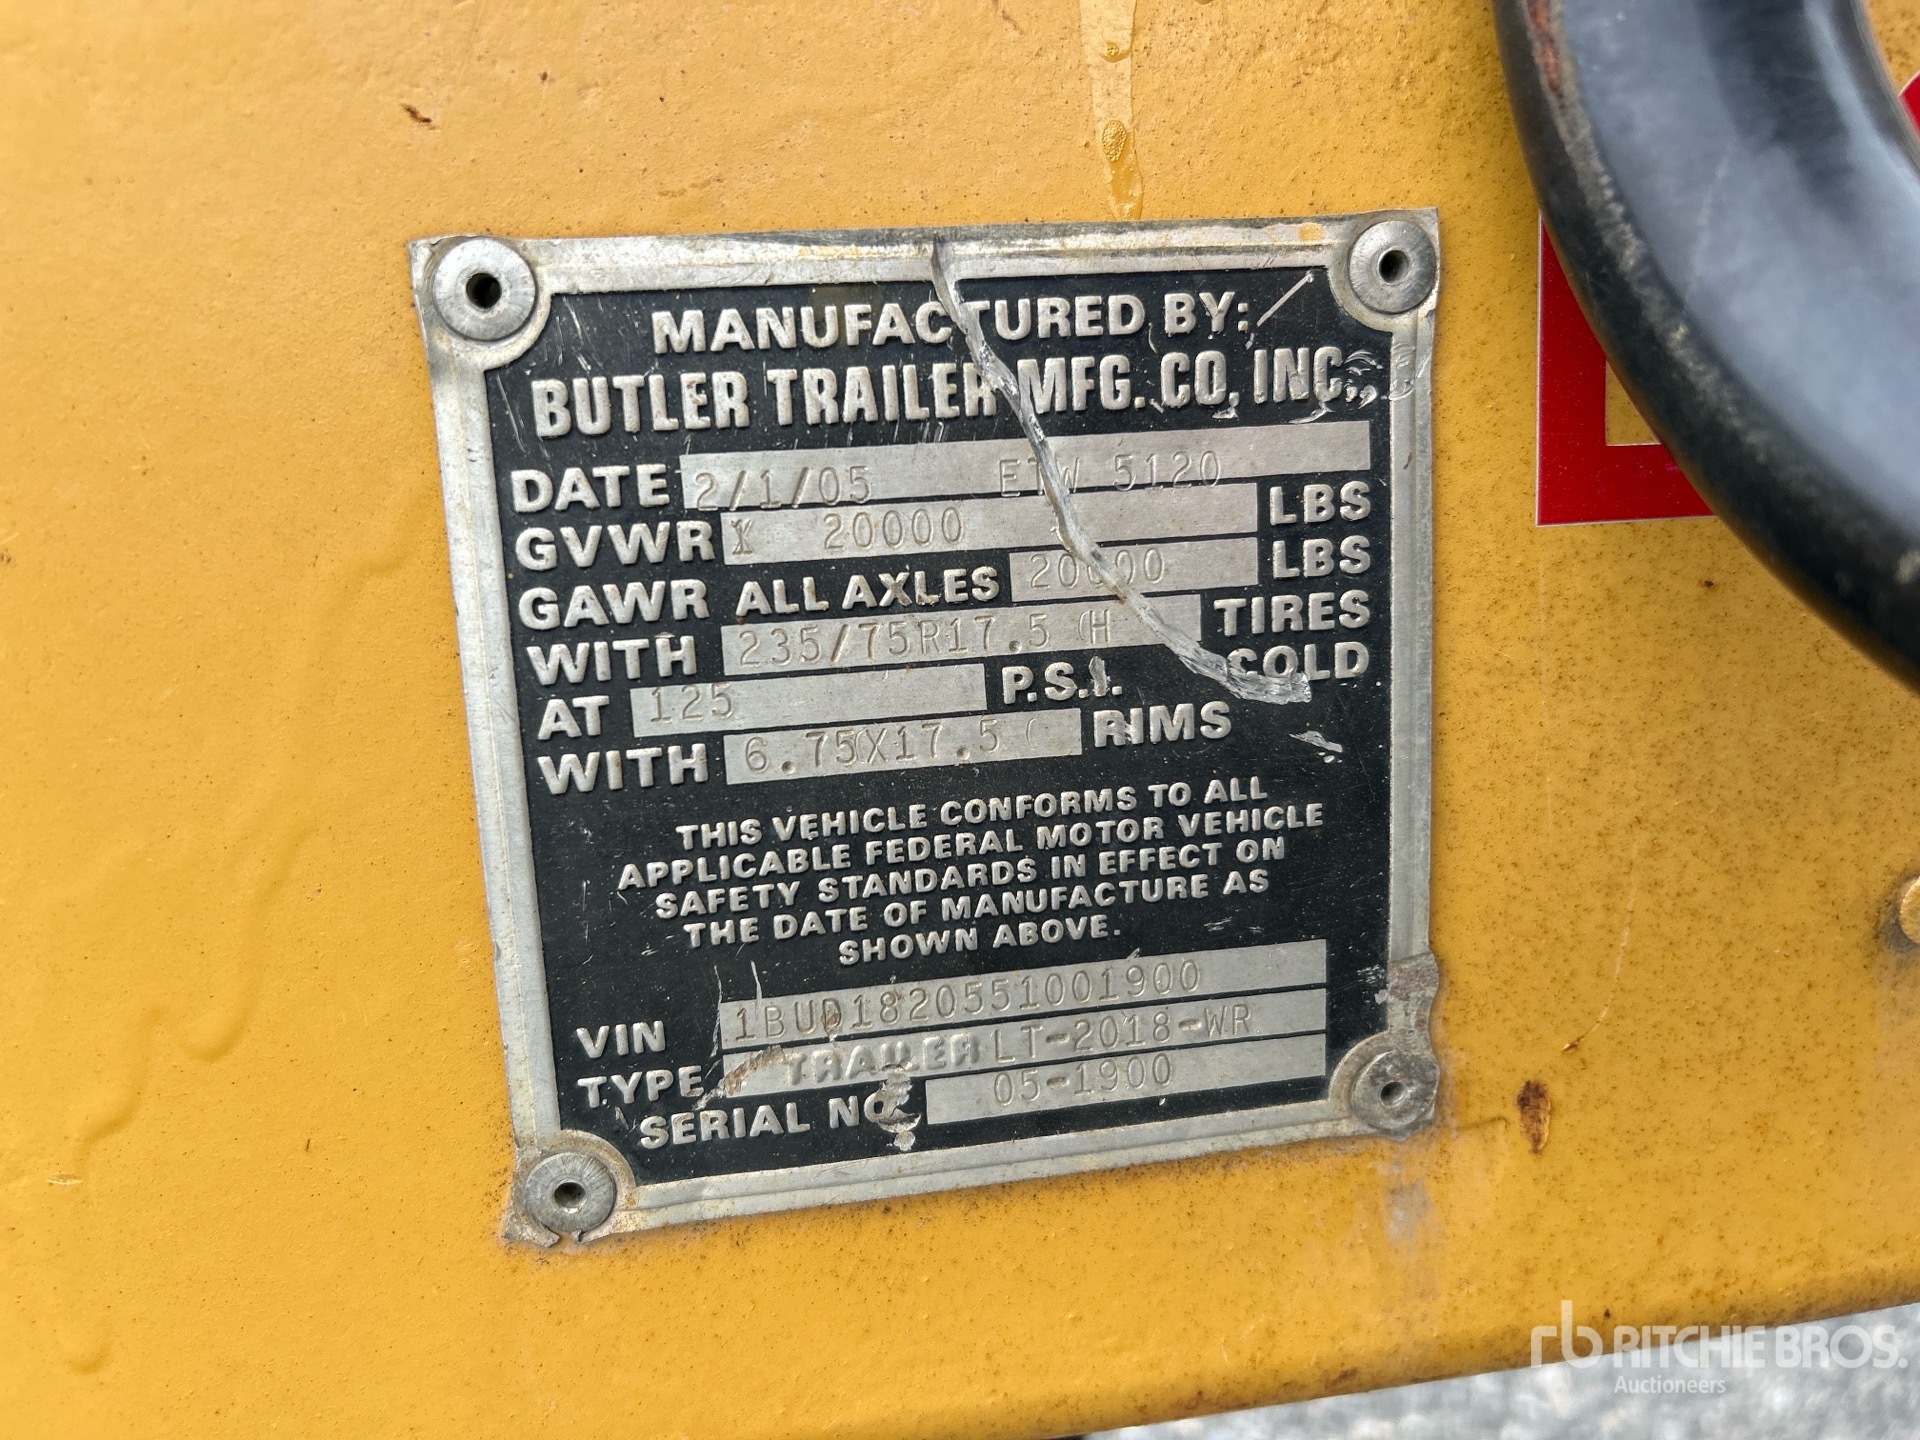 MANUFACTURED BY:
BUTLER TRAILER MFG. CO. INC.,
DATE 2/1/05 ETW 5120
GVWR X 20000 LBS
GAWR ALL AXLES 20000 LBS
WITH 235/75R17.5 (H TIRES
AT 125 P.S.I. COLD
WITH 6.75X17.5 ( RIMS
THIS VEHICLE CONFORMS TO ALL
APPLICABLE FEDERAL MOTOR VEHICLE
SAFETY STANDARDS IN EFFECT ON
THE DATE OF MANUFACTURE AS
SHOWN ABOVE.
VIN 1BUD1820551001900
TYPE TRAILER LT-2018-WR
SERIAL NO. 05-1900
rb RITCHIE BROS.
Auctioneers